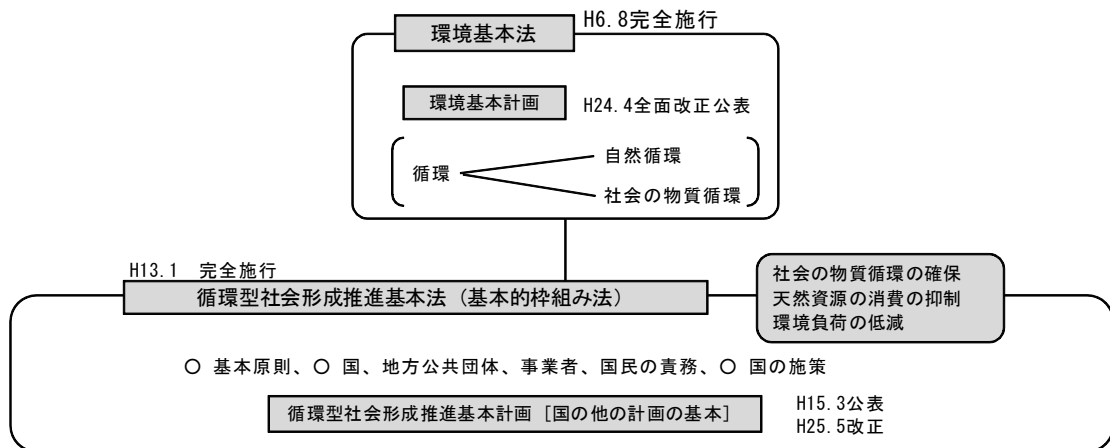 環境基本法
H6.8完全施行
環境基本計画
H24.4全面改正公表
循環
自然循環
社会の物質循環
H13.1 完全施行
循環型社会形成推進基本法(基本的枠組み法)
社会の物質循環の確保
天然資源の消費の抑制
環境負荷の低減
○ 基本原則、○ 国、地方公共団体、事業者、国民の責務、○ 国の施策
循環型社会形成推進基本計画[国の他の計画の基本]
H15.3公表
H25.5改正